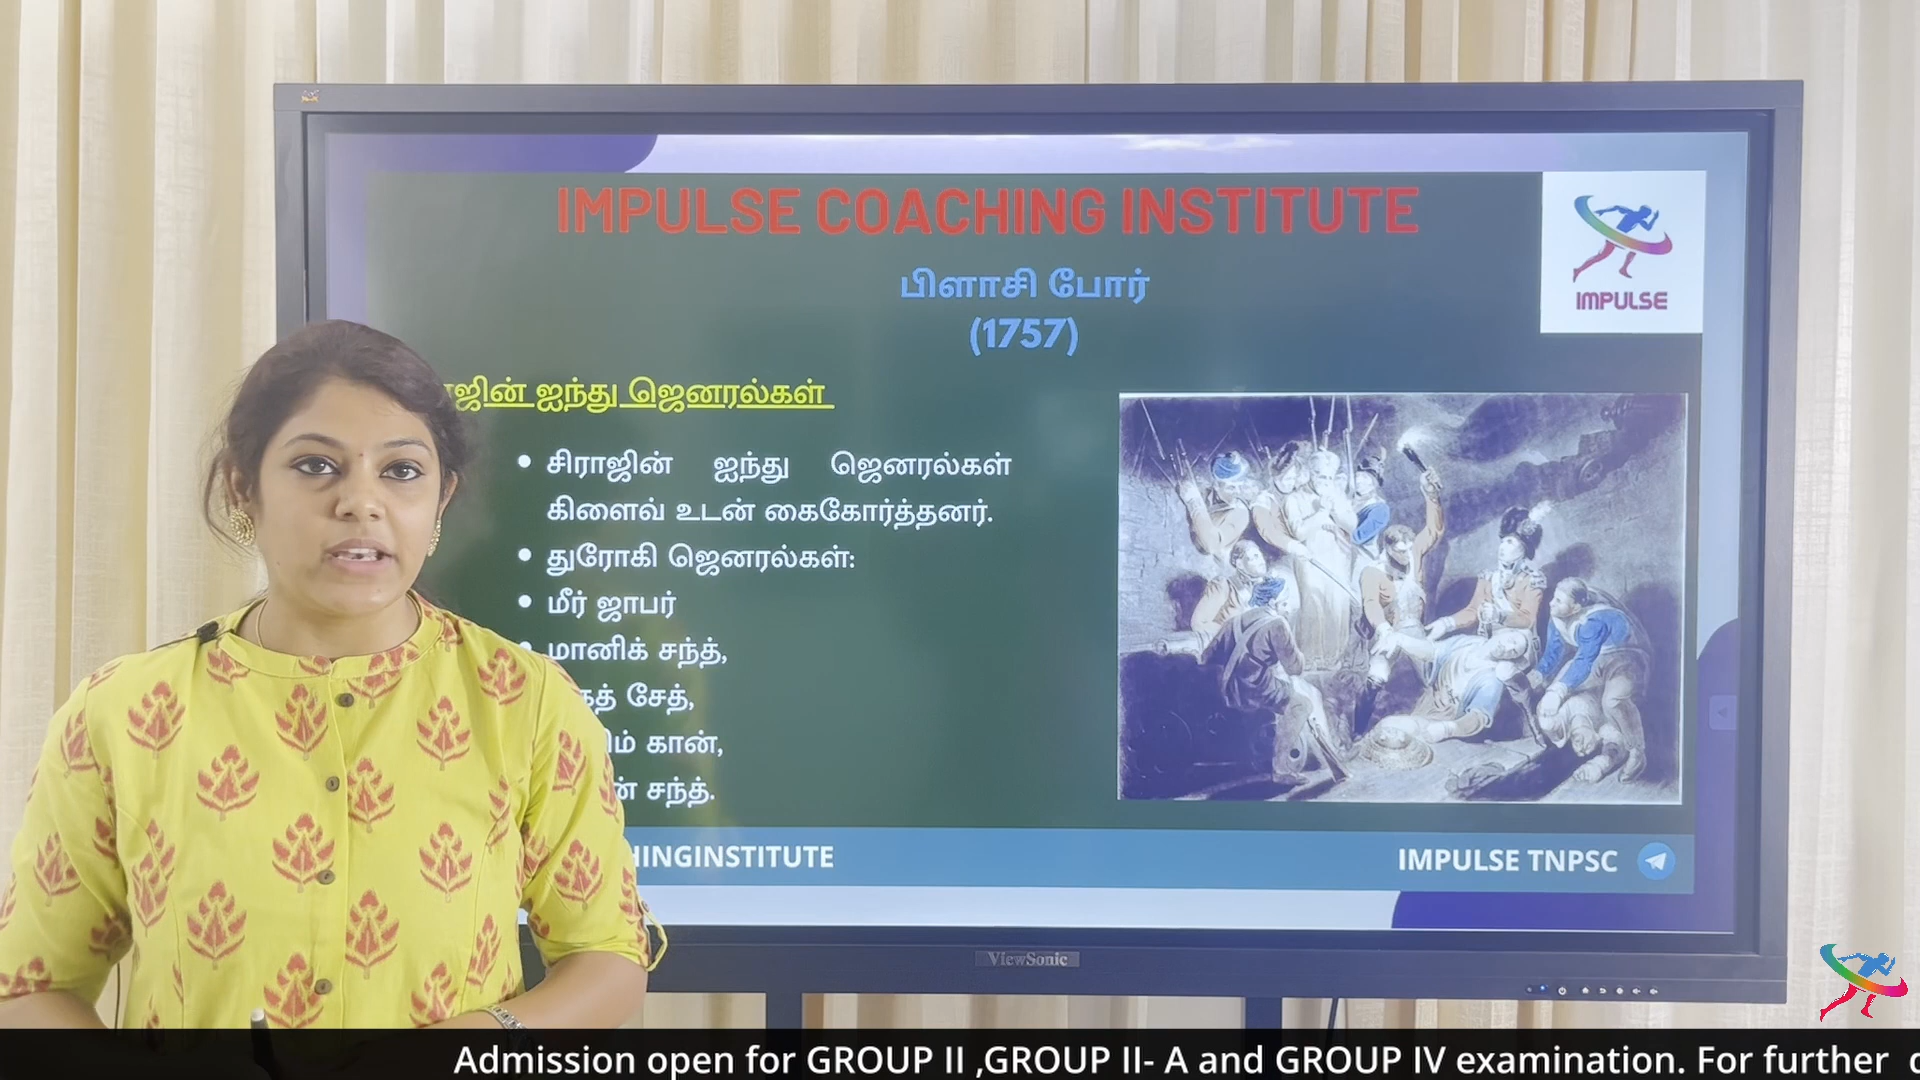 IMPULSE COACHING INSTITUTE
IMPULSE
பிளாசி போர்
(1757)
ஐந்து ஜெனரல்கள்
சிராஜின் ஐந்து ஜெனரல்கள்
கிளைவ் உடன் கைகோர்த்தனர்.
துரோகி ஜெனரல்கள்:
மீர் ஜாபர்
மானிக் சந்த்,
சேத்,
கான்,
சந்த்.
IMPULSE TNPSC
ViewSonic
Admission open for GROUP II ,GROUP II- A and GROUP IV examination. For further